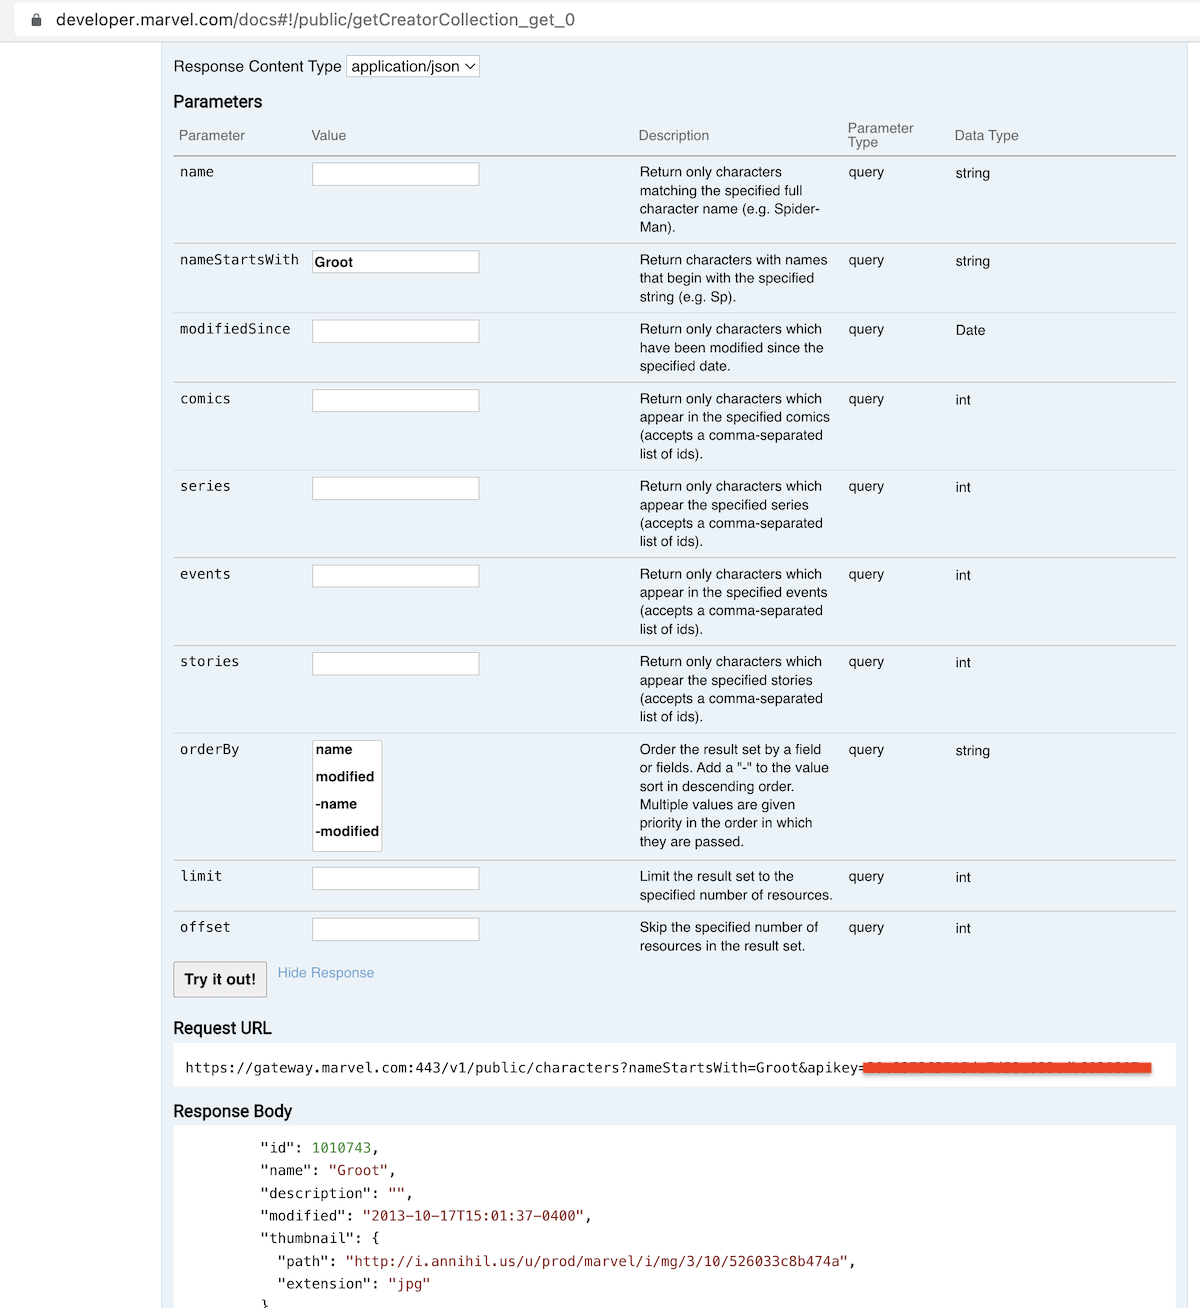 developer.marvel.com/docs#!/public/getCreatorCollection_get_0
Response Content Type application/json
Parameters
Parameter Value Description Parameter Type Data Type
name Return only characters query string
matching the specified full
character name (e.g. Spider-
Man).
nameStartsWith Groot Return characters with names query string
that begin with the specified
string (e.g. Sp).
modifiedSince Return only characters which query Date
have been modified since the
specified date.
comics Return only characters which query int
appear in the specified comics
(accepts a comma-separated
list of ids).
series Return only characters which query int
appear the specified series
(accepts a comma-separated
list of ids).
events Return only characters which query int
appear in the specified events
(accepts a comma-separated
list of ids).
stories Return only characters which query int
appear the specified stories
(accepts a comma-separated
list of ids).
orderBy name Order the result set by a field query string
or fields. Add a "-" to the value
modified
sort in descending order.
-name Multiple values are given
priority in the order in which
-modified
they are passed.
limit Limit the result set to the query int
specified number of resources.
offset Skip the specified number of query int
resources in the result set.
Try it out! Hide Response
Request URL
https://gateway.marvel.com:443/v1/public/characters?nameStartsWith=Groot&apikey=
Response Body
"id": 1010743,
"name": "Groot",
"description": "",
"modified": "2013-10-17T15:01:37-0400",
"thumbnail": {
"path": "http://i.annihil.us/u/prod/marvel/i/mg/3/10/526033c8b474a",
"extension": "jpg"
}